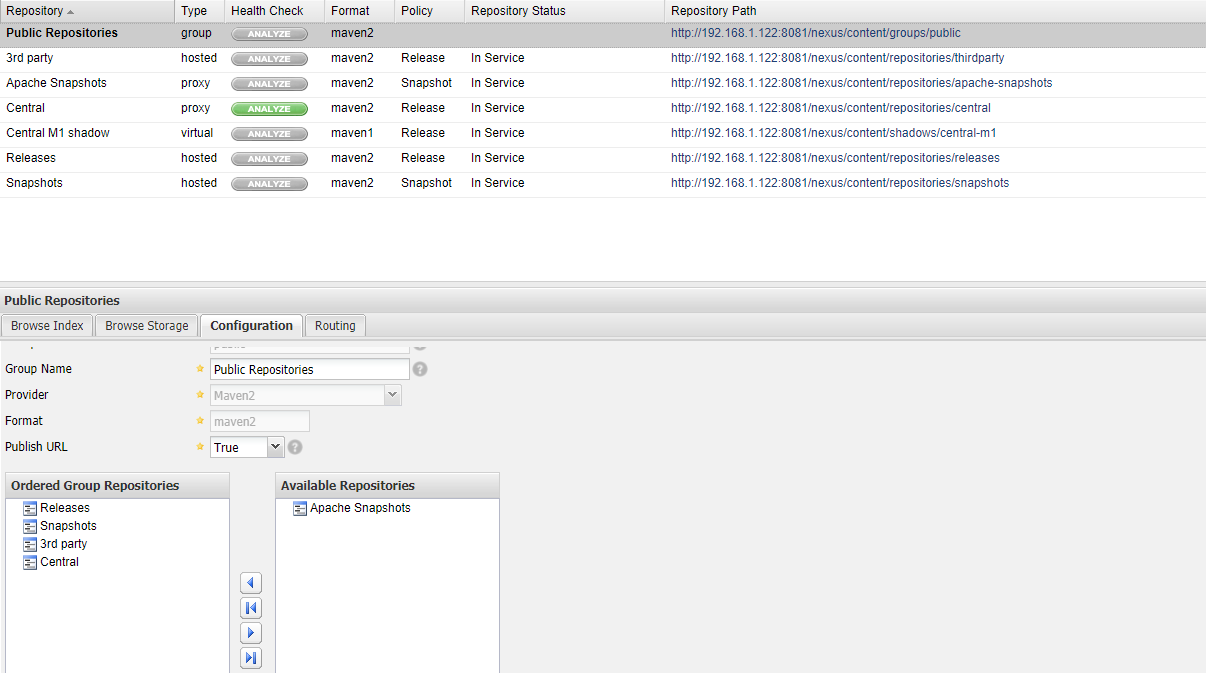 Repository Type Health Check Format Policy Repository Status Repository Path
Public Repositories group ANALYZE maven2 http://192.168.1.122:8081/nexus/content/groups/public
3rd party hosted ANALYZE maven2 Release In Service http://192.168.1.122:8081/nexus/content/repositories/thirdparty
Apache Snapshots proxy ANALYZE maven2 Snapshot In Service http://192.168.1.122:8081/nexus/content/repositories/apache-snapshots
Central proxy ANALYZE maven2 Release In Service http://192.168.1.122:8081/nexus/content/repositories/central
Central M1 shadow virtual ANALYZE maven1 Release In Service http://192.168.1.122:8081/nexus/content/shadows/central-m1
Releases hosted ANALYZE maven2 Release In Service http://192.168.1.122:8081/nexus/content/repositories/releases
Snapshots hosted ANALYZE maven2 Snapshot In Service http://192.168.1.122:8081/nexus/content/repositories/snapshots
Public Repositories
Browse Index Browse Storage Configuration Routing
Group Name Public Repositories ?
Provider Maven2
Format maven2
Publish URL True ?
Ordered Group Repositories Available Repositories
Releases Apache Snapshots
Snapshots
3rd party
Central